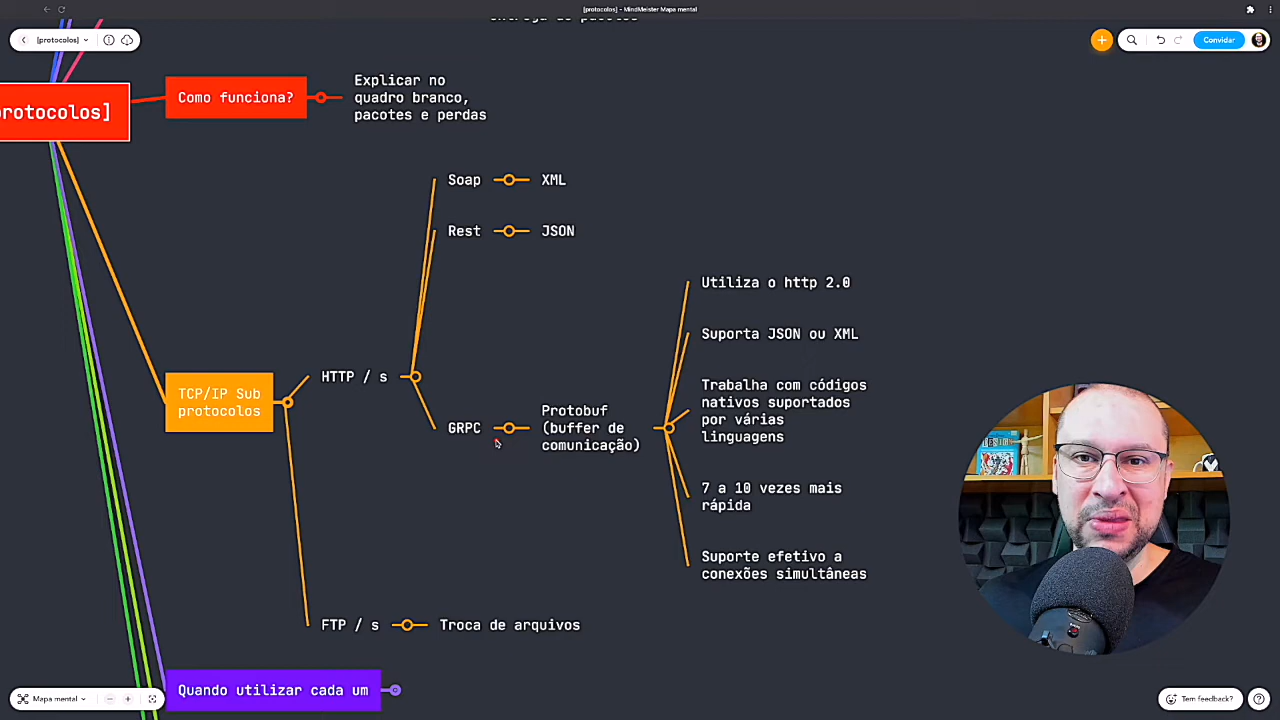 [protocolos] - MindMeister Mapa mental
entrega de pacotes
[protocolos]
Convidar
protocolos]
Como funciona?
Explicar no
quadro branco,
pacotes e perdas
Soap
XML
Rest
JSON
Utiliza o http 2.0
Suporta JSON ou XML
Trabalha com códigos
nativos suportados
por várias
linguagens
HTTP / s
TCP/IP Sub
protocolos
GRPC
Protobuf
(buffer de
comunicação)
7 a 10 vezes mais
rápida
Suporte efetivo a
conexões simultâneas
FTP / s
Troca de arquivos
Quando utilizar cada um
Mapa mental
Tem feedback?